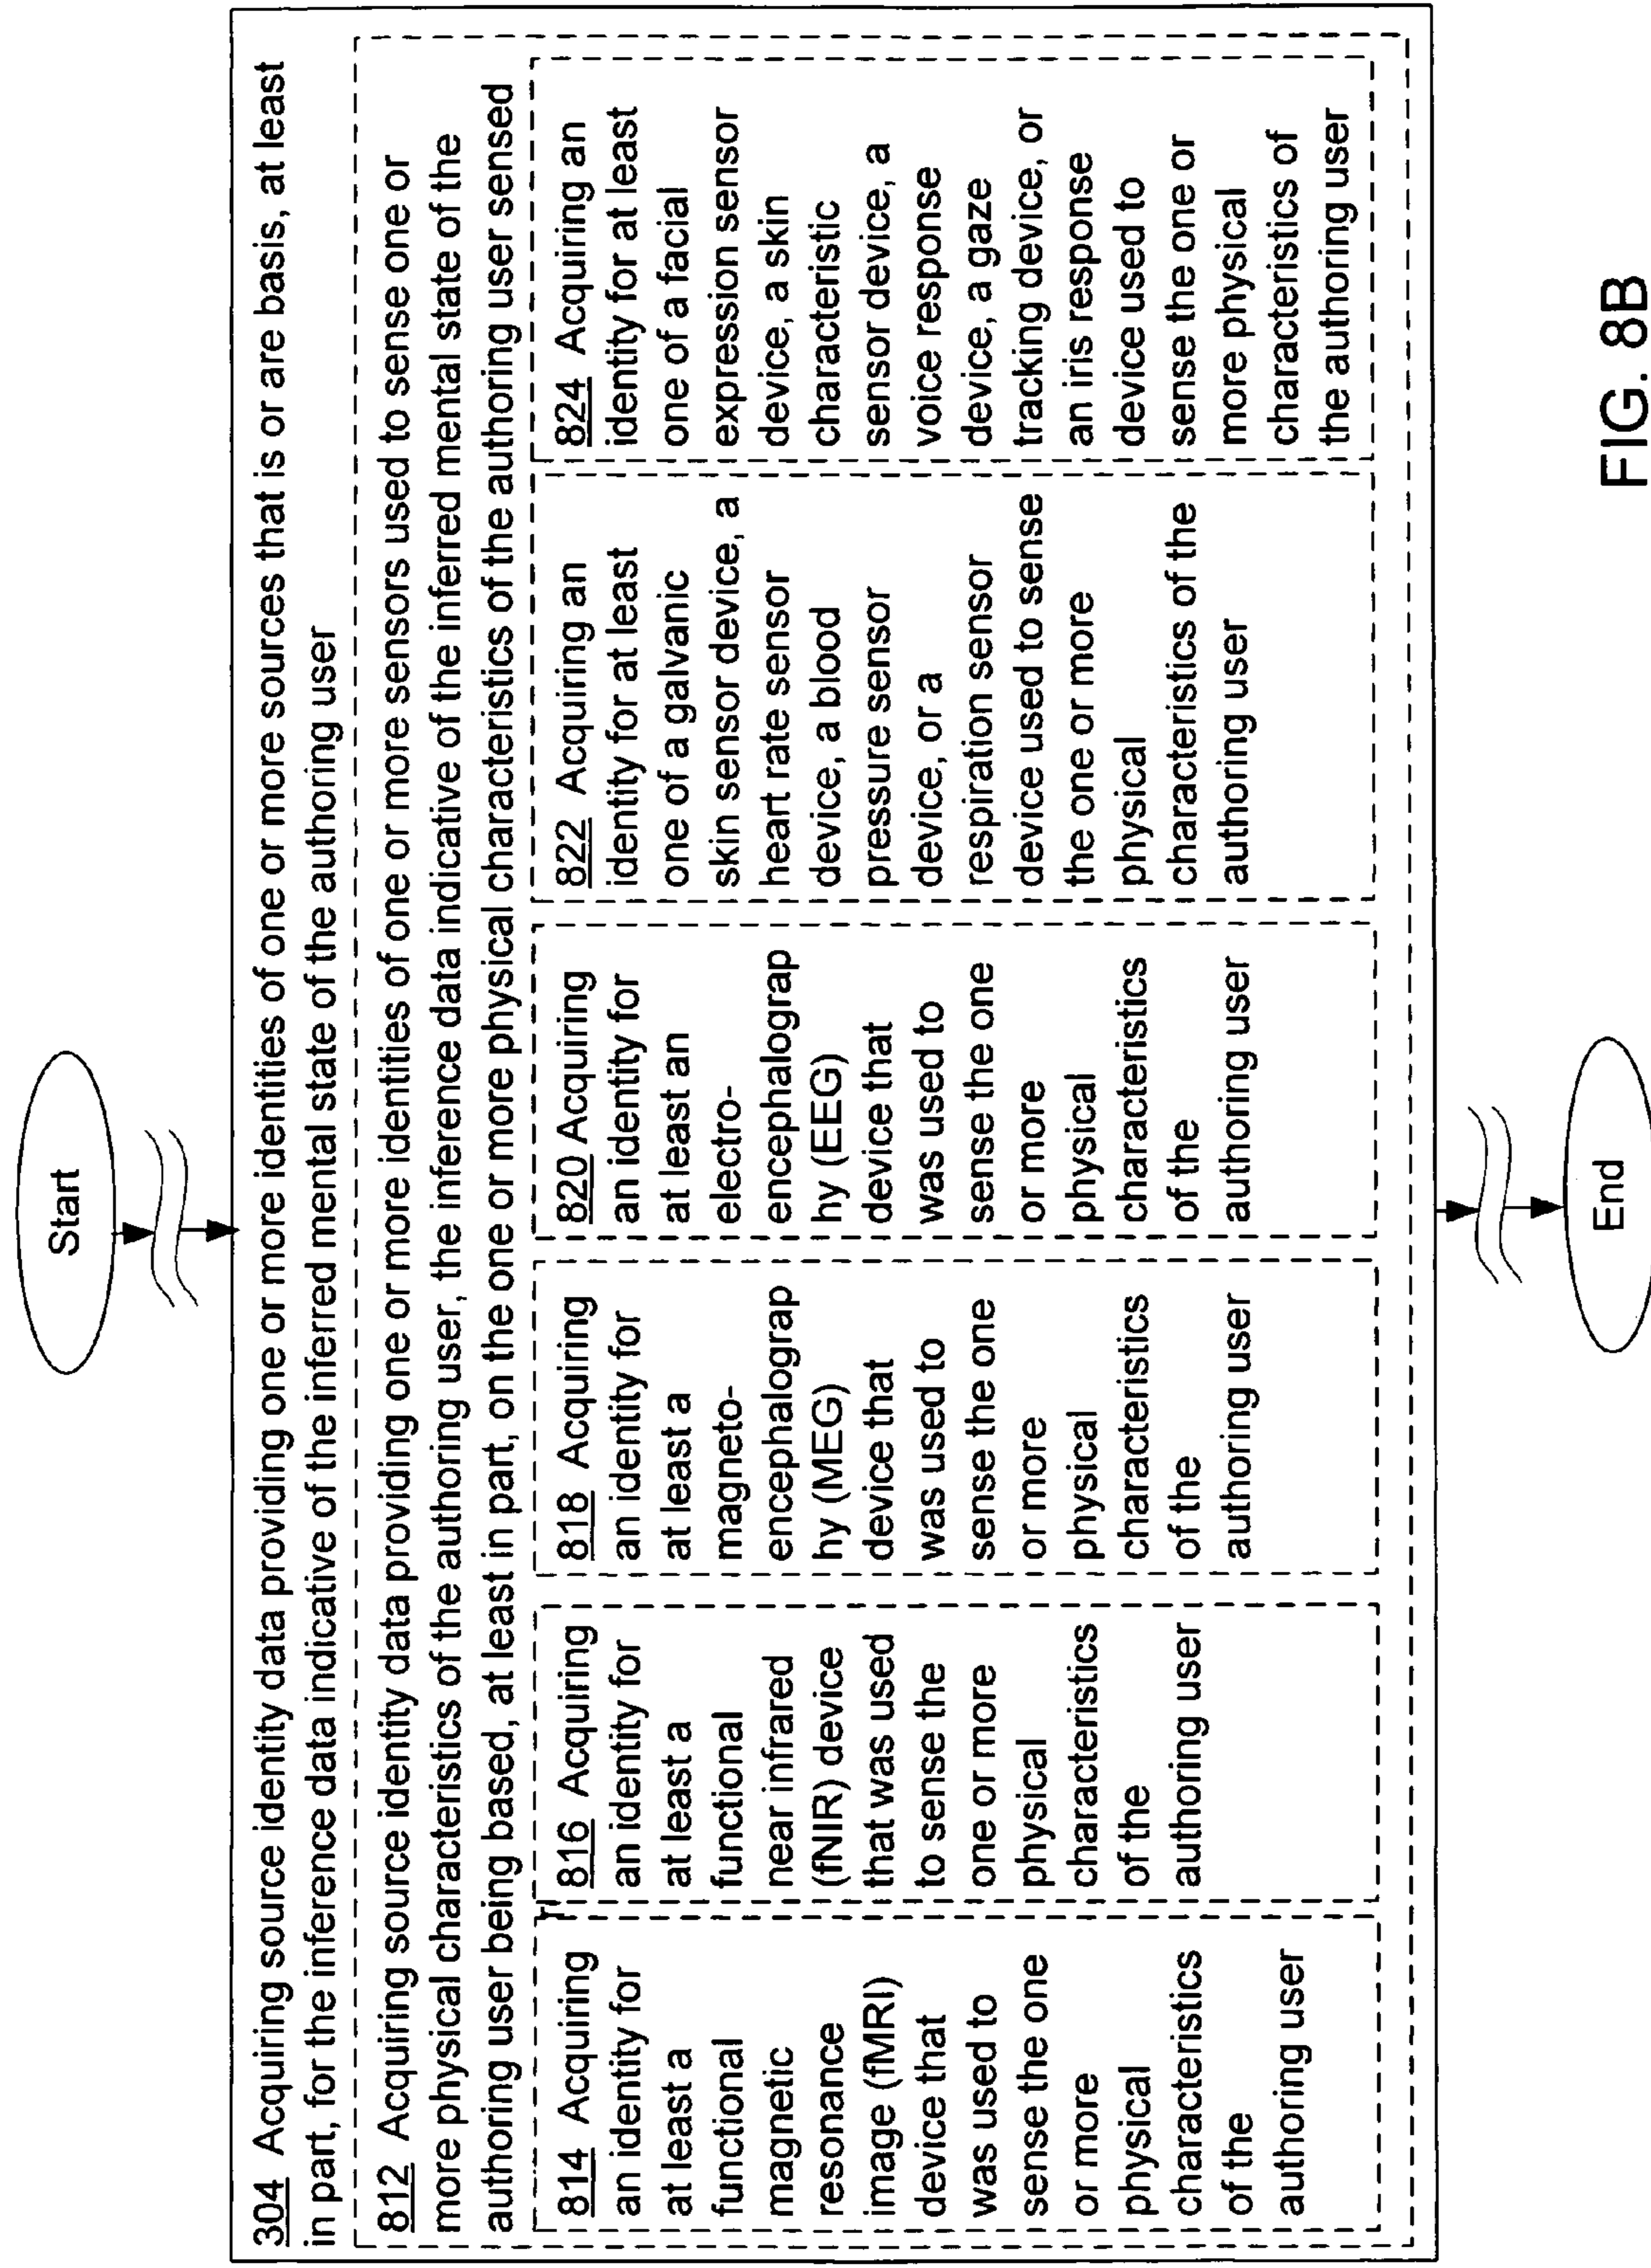 Start
304 Acquiring source identity data providing one or more identities of one or more sources that is or are basis, at least
in part, for the inference data indicative of the inferred mental state of the authoring user
812 Acquiring source identity data providing one or more identities of one or more sensors used to sense one or
more physical characteristics of the authoring user, the inference data indicative of the inferred mental state of the
authoring user being based, at least in part, on the one or more physical characteristics of the authoring user sensed
814 Acquiring
an identity for
at least a
functional
magnetic
resonance
image (fMRI)
device that
was used to
sense the one
or more
physical
characteristics
of the
authoring user
816 Acquiring
an identity for
at least a
functional
near infrared
(fNIR) device
that was used
to sense the
one or more
physical
characteristics
of the
authoring user
818 Acquiring
an identity for
at least a
magneto-
encephalograp
hy (MEG)
device that
was used to
sense the one
or more
physical
characteristics
of the
authoring user
820 Acquiring
an identity for
at least an
electro-
encephalograp
hy (EEG)
device that
was used to
sense the one
or more
physical
characteristics
of the
authoring user
822 Acquiring an
identity for at least
one of a galvanic
skin sensor device, a
heart rate sensor
device, a blood
pressure sensor
device, or a
respiration sensor
device used to sense
the one or more
physical
characteristics of the
authoring user
824 Acquiring an
identity for at least
one of a facial
expression sensor
device, a skin
characteristic
sensor device, a
voice response
device, a gaze
tracking device, or
an iris response
device used to
sense the one or
more physical
characteristics of
the authoring user
End
FIG. 8B